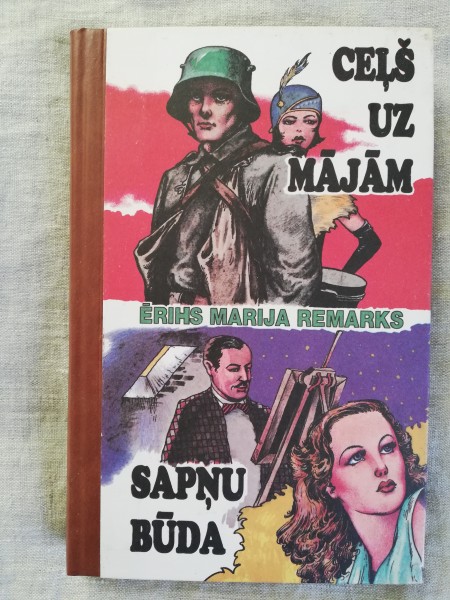 CEĻŠ
UZ
MĀJĀM
ĒRIHS MARIJA REMARKS
SAPŅU
BŪDA